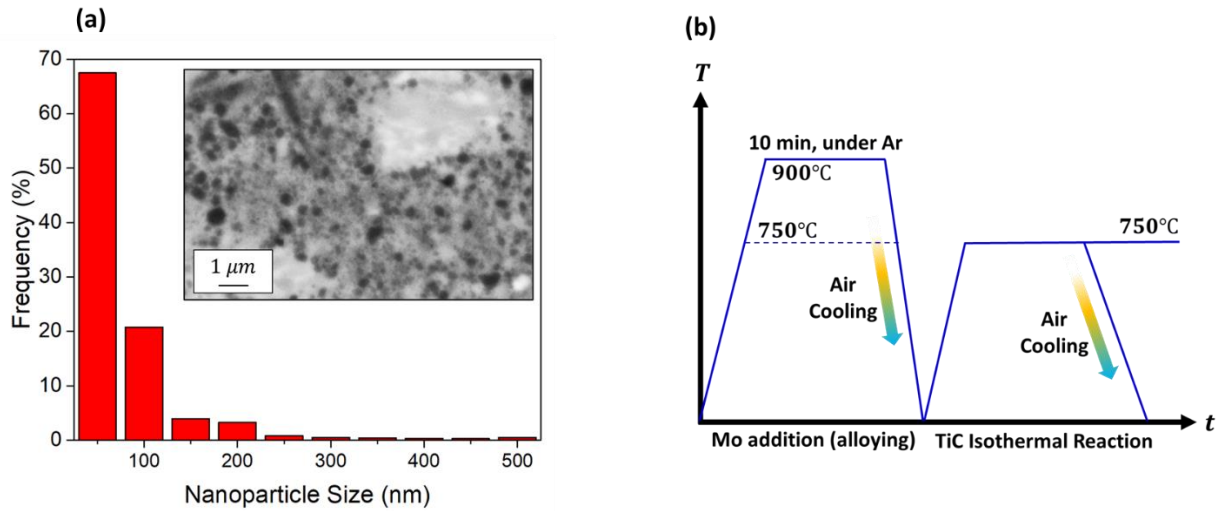 (a)
70
60
50
40
30
20
10
0
Frequency (%)
1 μm
100
200
300
400
500
Nanoparticle Size (nm)
(b)
T
10 min, under Ar
900°C
750°C
750°C
Air
Cooling
Air
Cooling
t
Mo addition (alloying)
TiC Isothermal Reaction